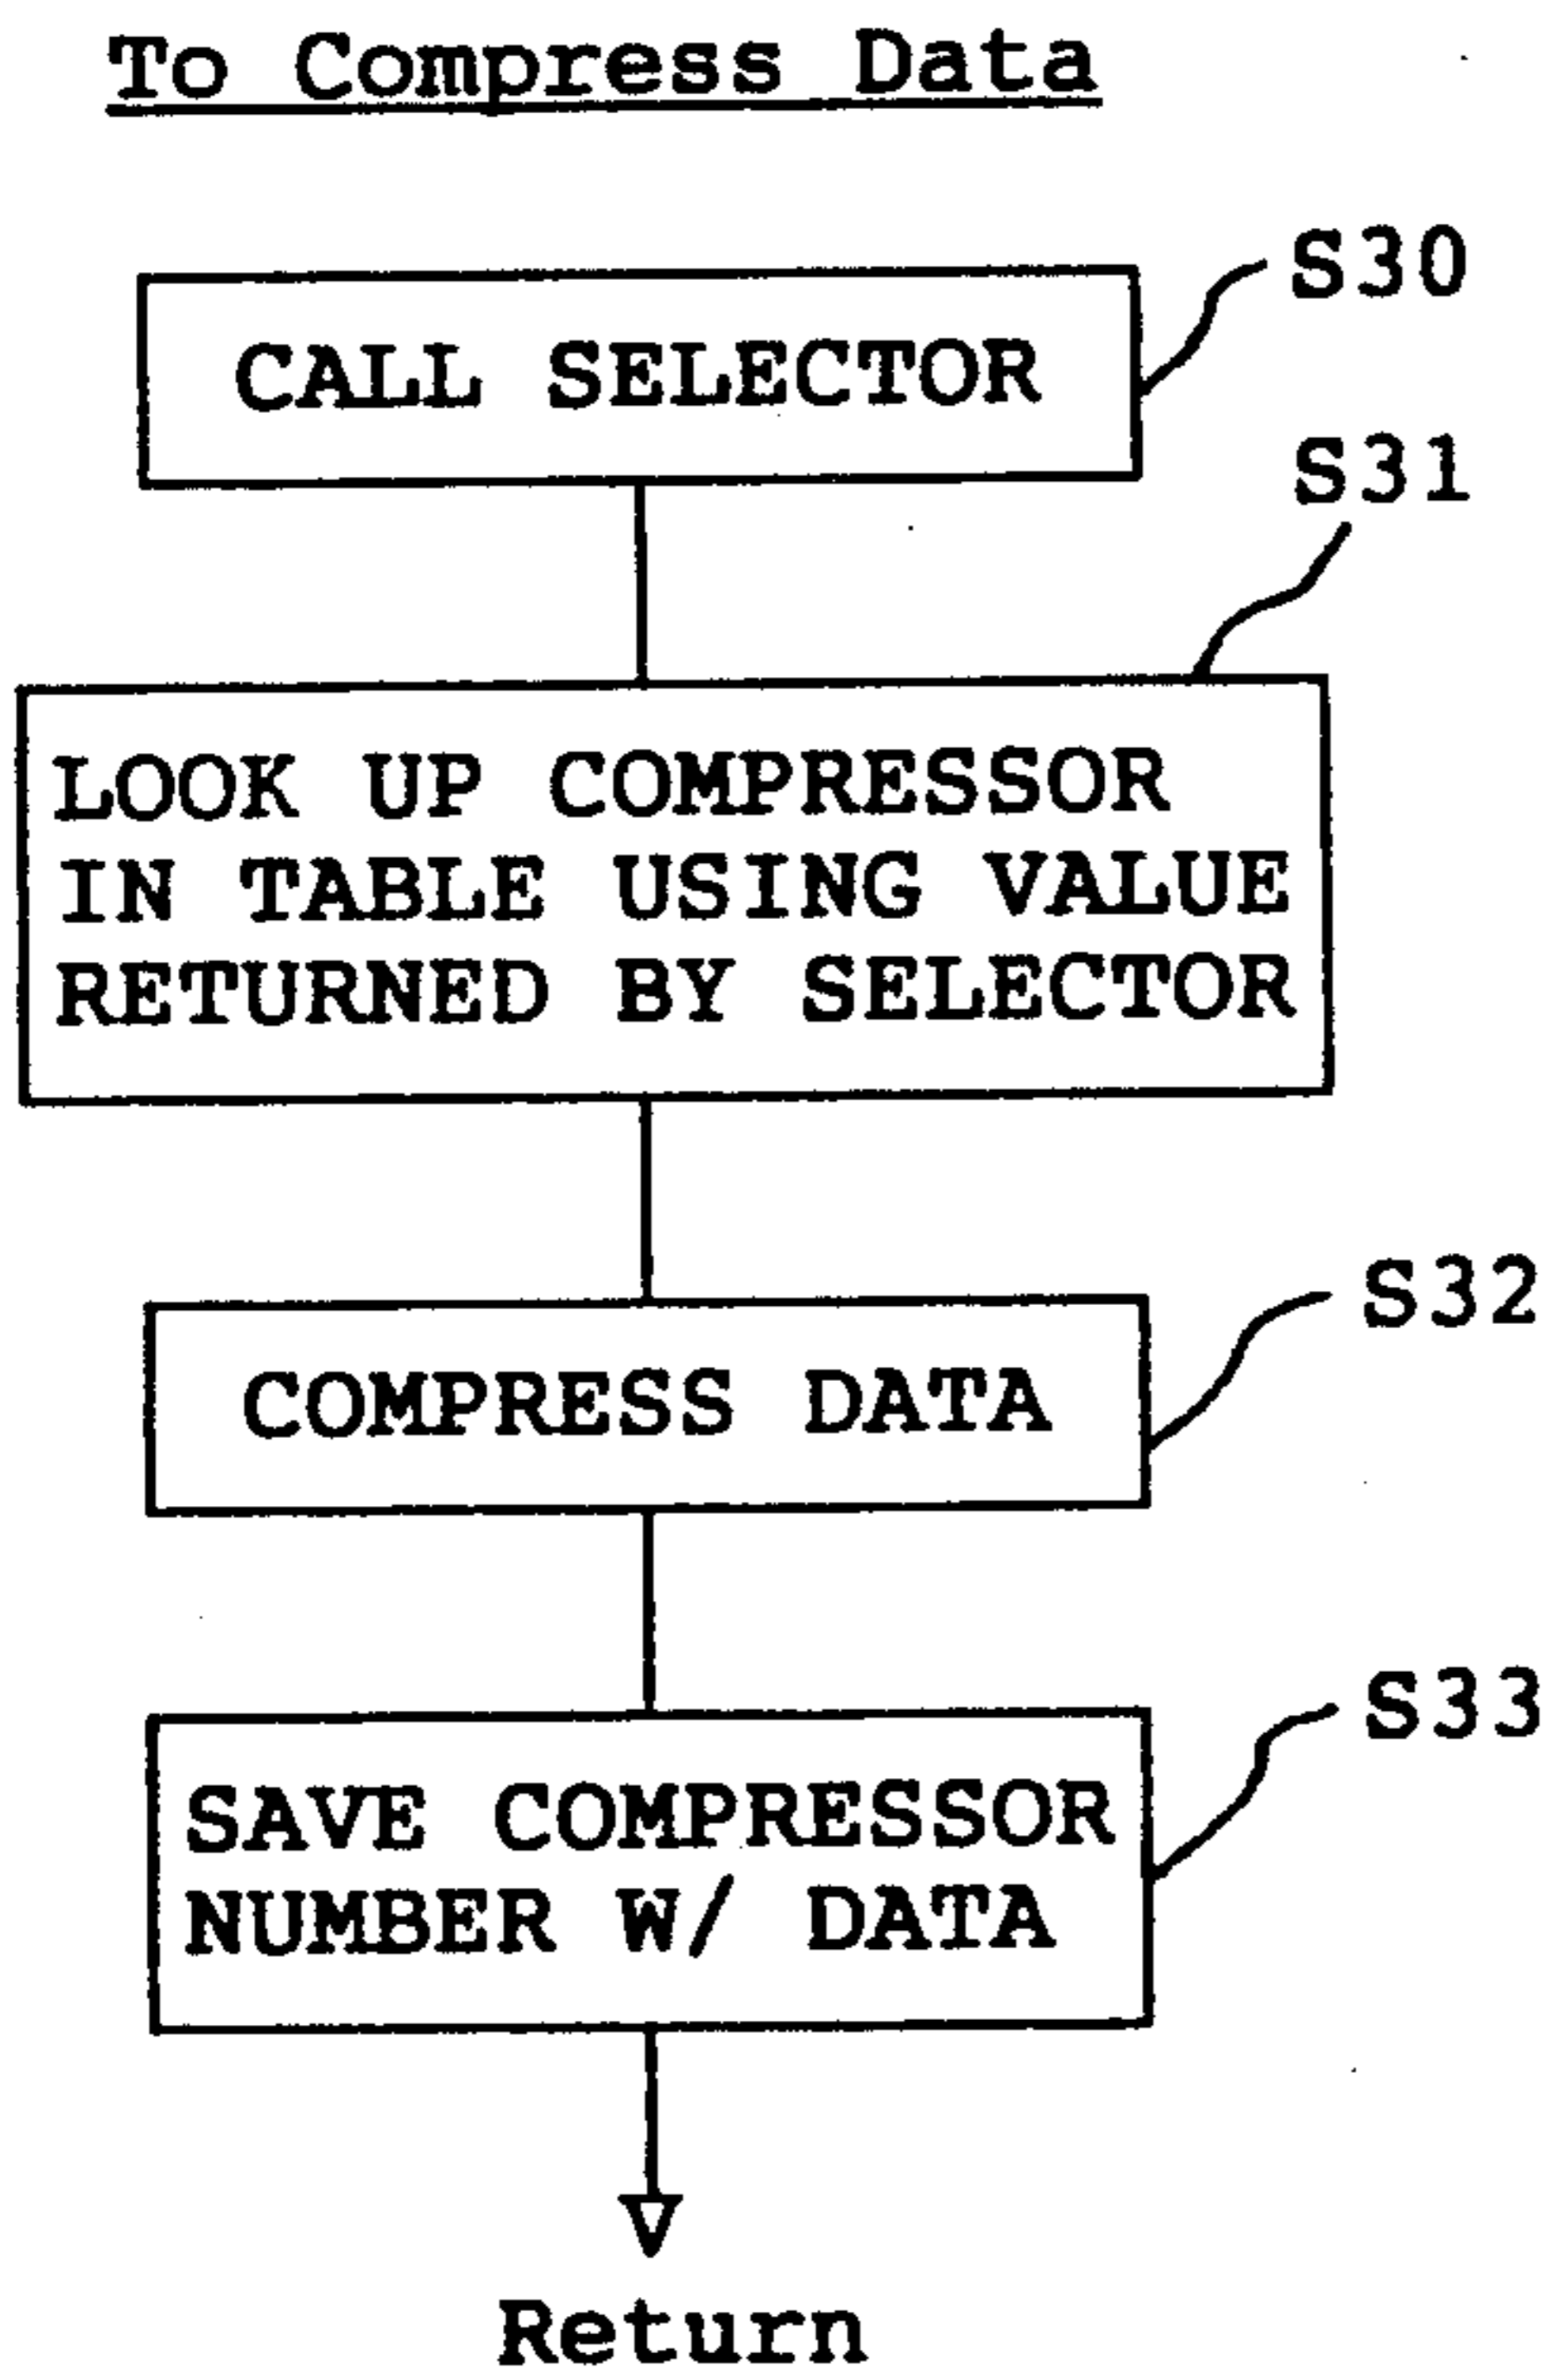 To Compress Data
S30
CALL SELECTOR
S31
LOOK UP COMPRESSOR
IN TABLE USING VALUE
RETURNED BY SELECTOR
S32
COMPRESS DATA
S33
SAVE COMPRESSOR
NUMBER W/ DATA
Return